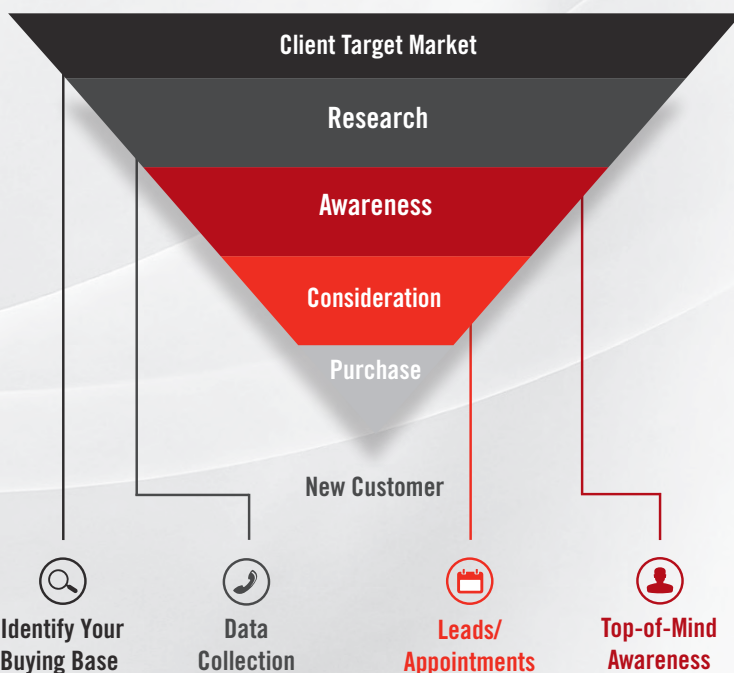 Client Target Market
Research
Awareness
Consideration
Purchase
New Customer
Identify Your
Buying Base
Data
Collection
Leads/
Appointments
Top-of-Mind
Awareness